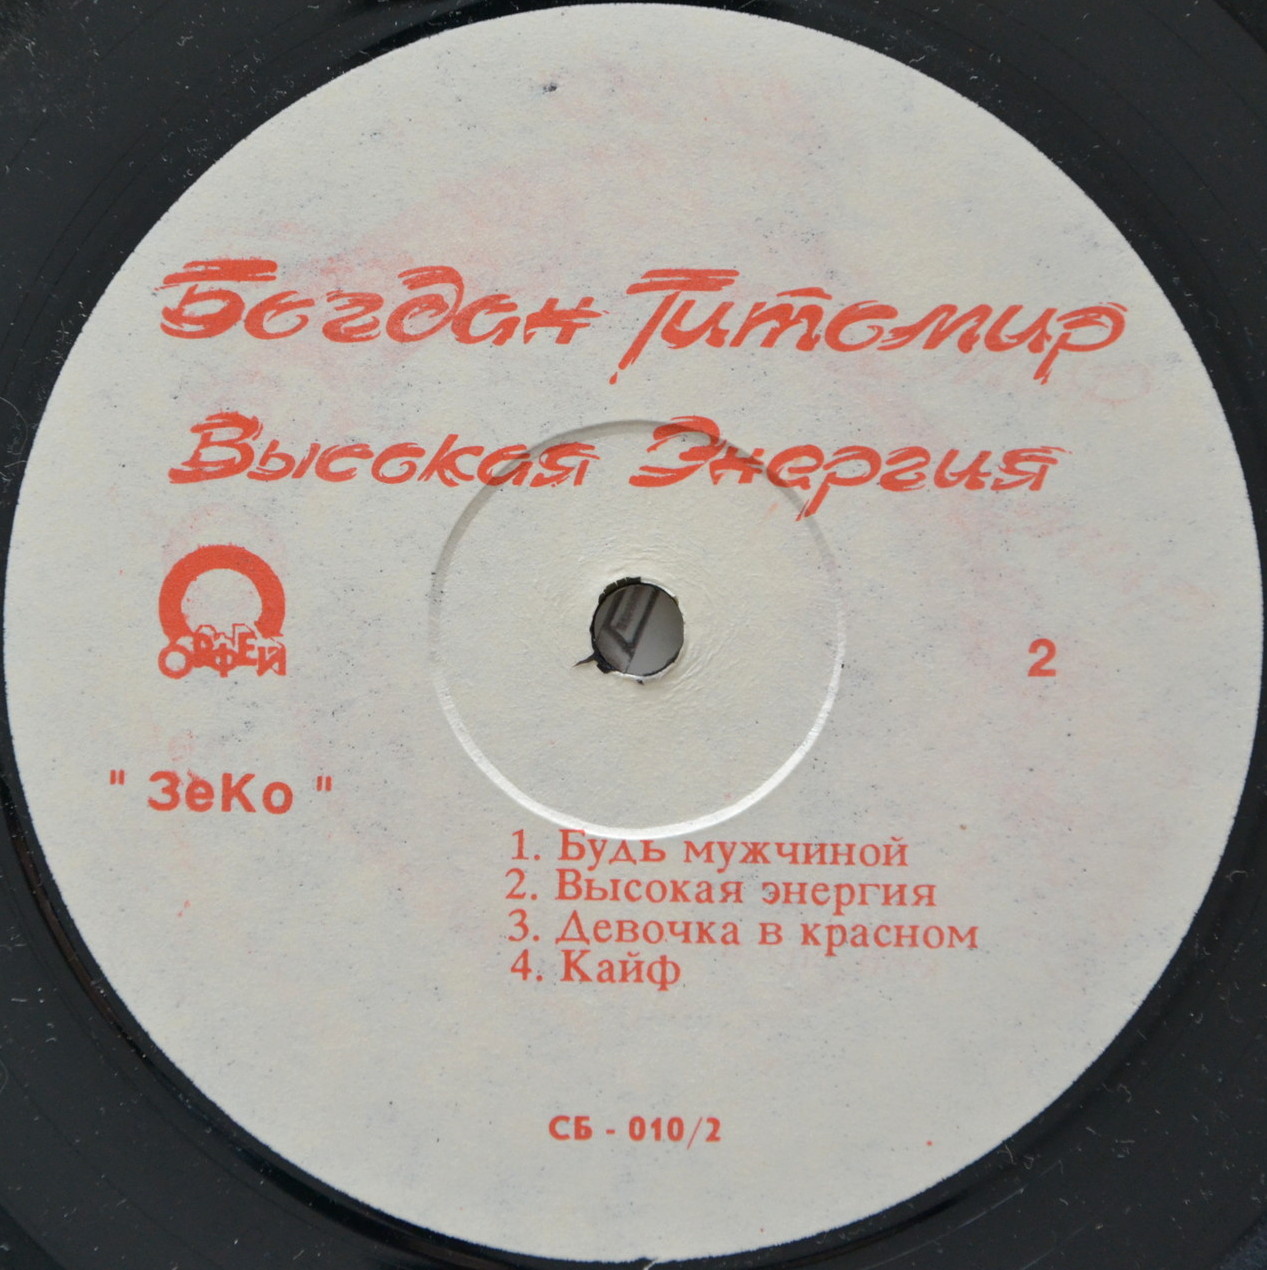 Богдан Титомир
Высокая Энергия
ОРФЕЙ
2
" ЗеКо "
1. Будь мужчиной
2. Высокая энергия
3. Девочка в красном
4. Кайф
СБ - 010/2